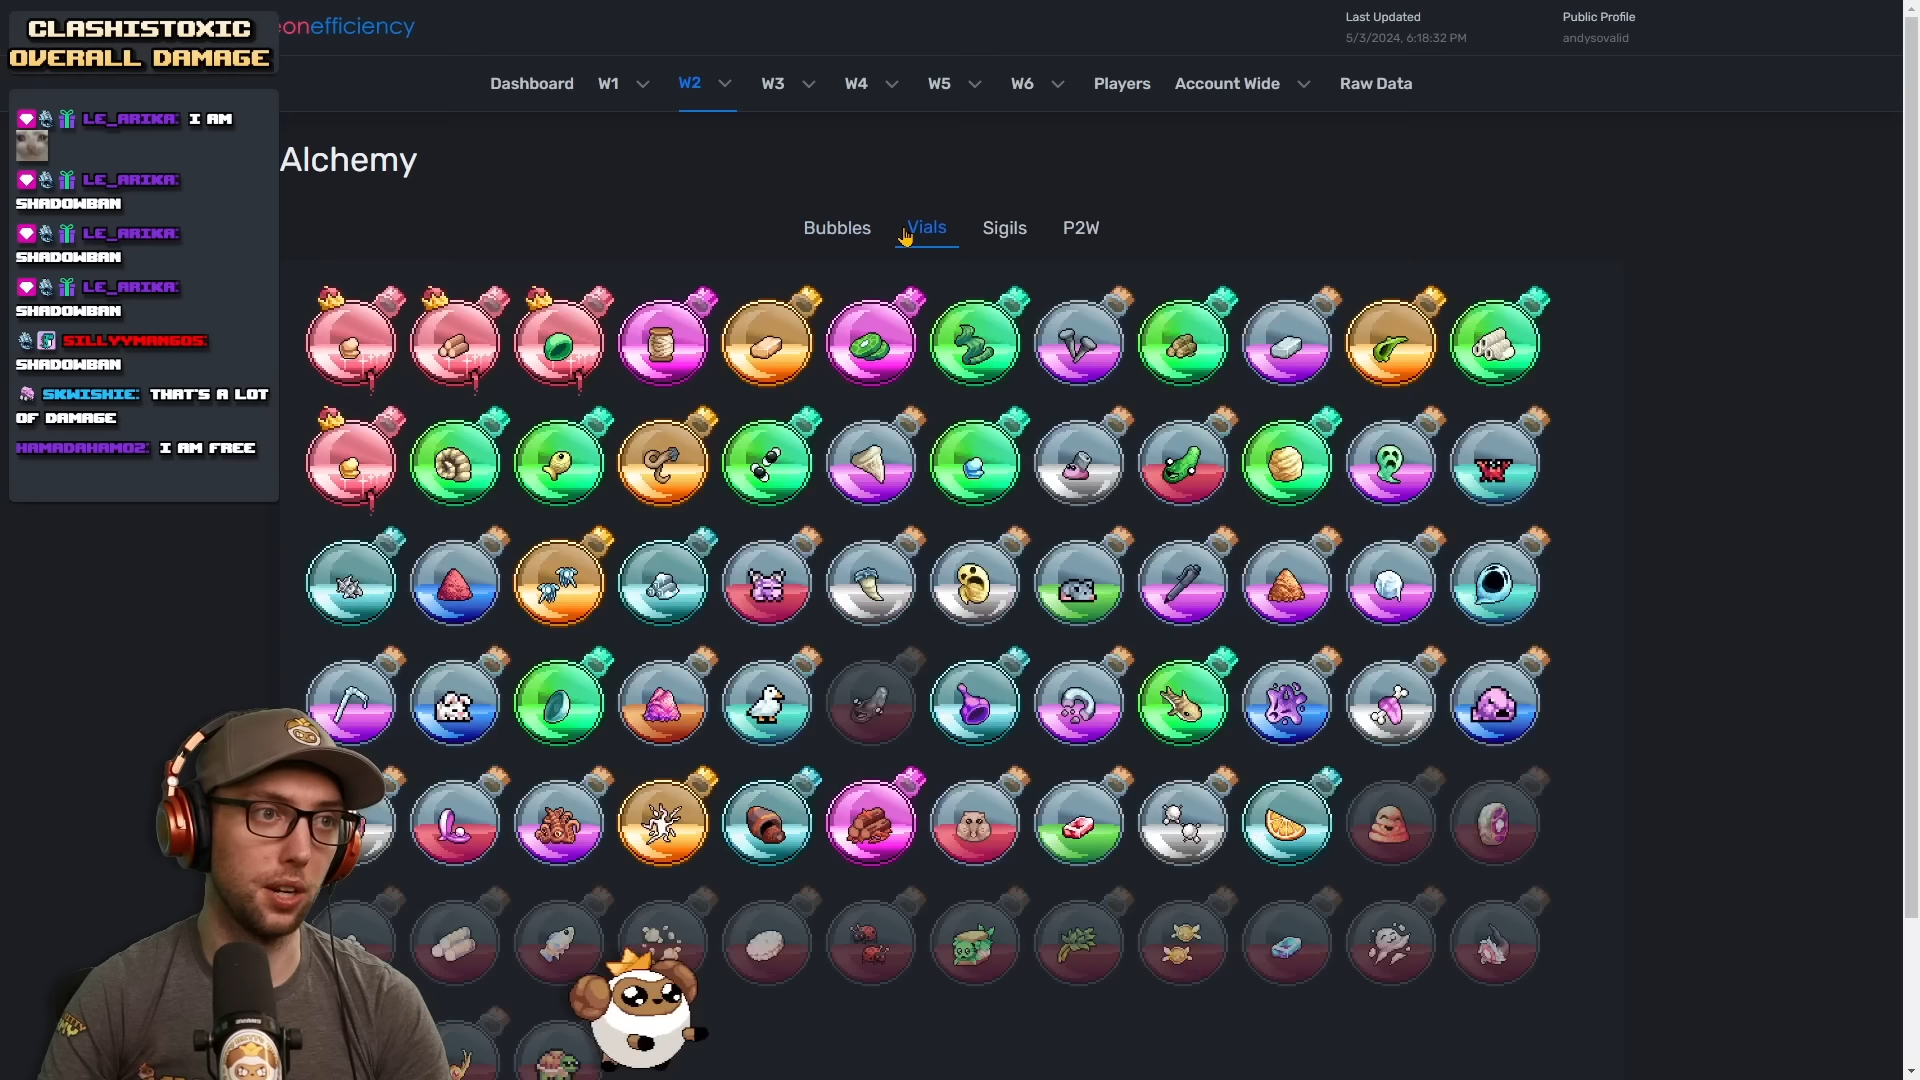 CLASHISTOXIC
OVERALL DAMAGE
onefficiency
Last Updated
5/3/2024, 6:18:32 PM
Public Profile
andysovalid
Dashboard W1 W2 W3 W4 W5 W6 Players Account Wide Raw Data
Alchemy
Bubbles Vials Sigils P2W
LE_ARIKA: I AM
LE_ARIKA:
SHADOWBAN
LE_ARIKA:
SHADOWBAN
LE_ARIKA:
SHADOWBAN
SILLYYMANGOS:
SHADOWBAN
SKWISHIE: THAT'S A LOT
OF DAMAGE
HAMADAHAMO2: I AM FREE